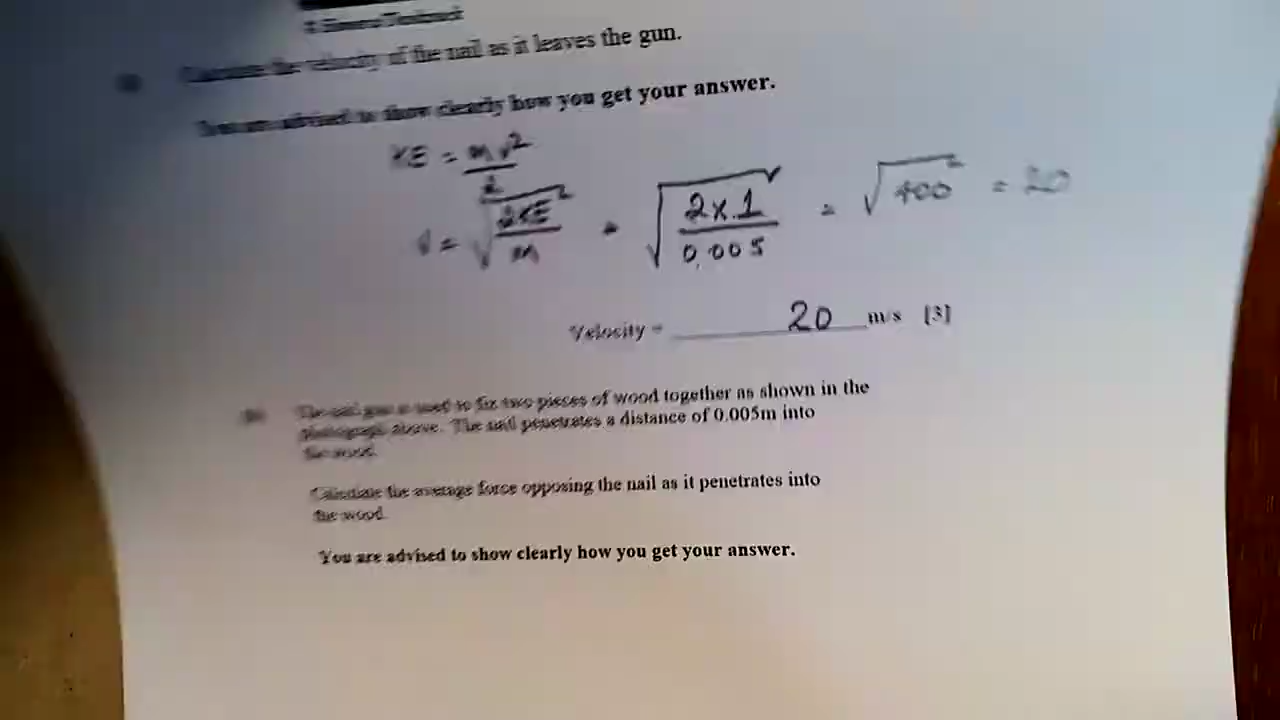 Calculate the velocity of the nail as it leaves the gun.
You are advised to show clearly how you get your answer.
KE = mv²/2
v = √(2KE/m) = √(2 x 1/0.005) = √400 = 20
Velocity = 20 m/s [3]
The nail gun is used to fix two pieces of wood together as shown in the
photograph above. The nail penetrates a distance of 0.005m into
the wood.
Calculate the average force opposing the nail as it penetrates into
the wood.
You are advised to show clearly how you get your answer.